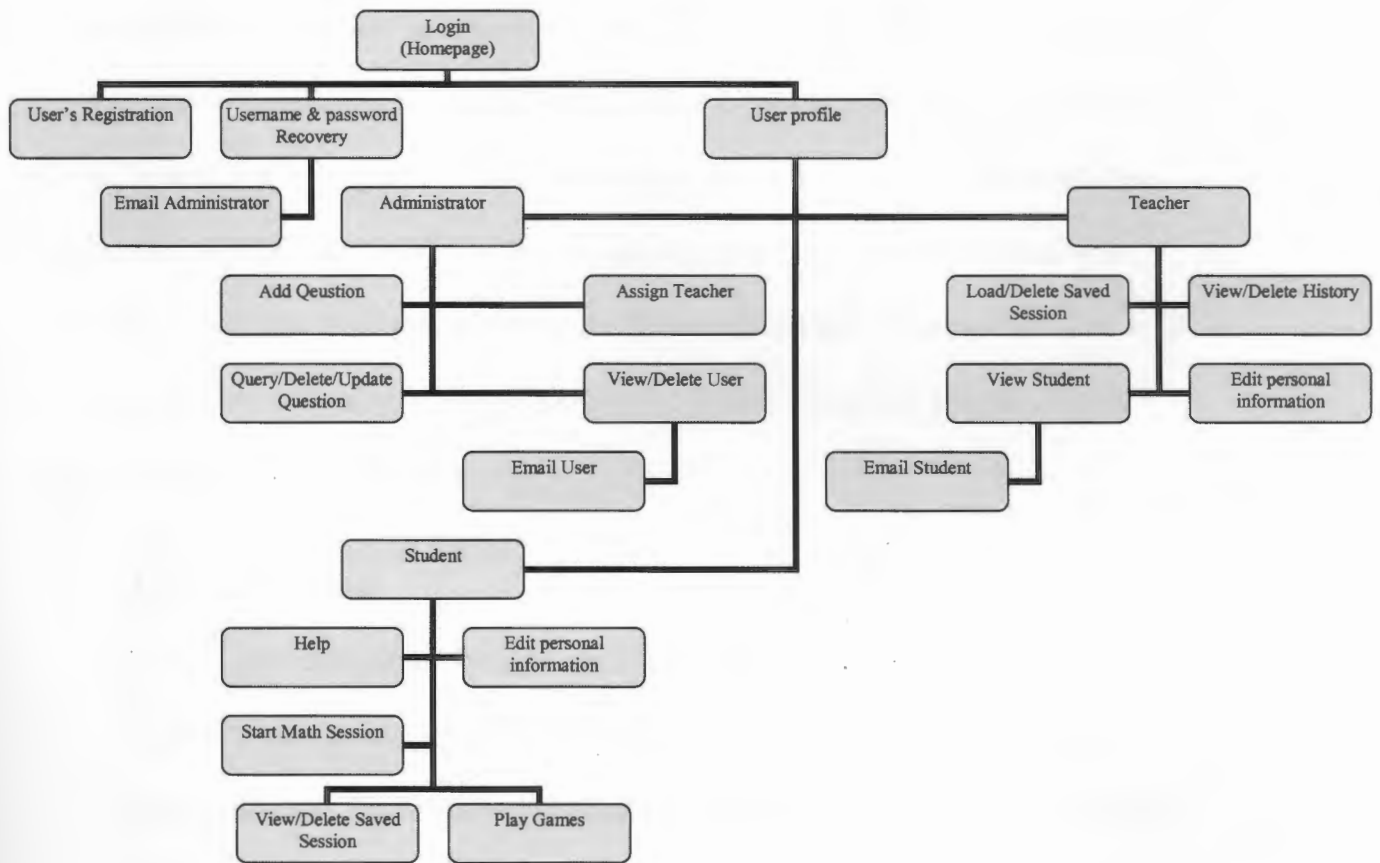 Login
(Homepage)
User's Registration
Username & password
Recovery
User profile
Email Administrator
Administrator
Teacher
Add Qeustion
Assign Teacher
Load/Delete Saved
Session
View/Delete History
Query/Delete/Update
Question
View/Delete User
View Student
Edit personal
information
Email User
Email Student
Student
Help
Edit personal
information
Start Math Session
View/Delete Saved
Session
Play Games